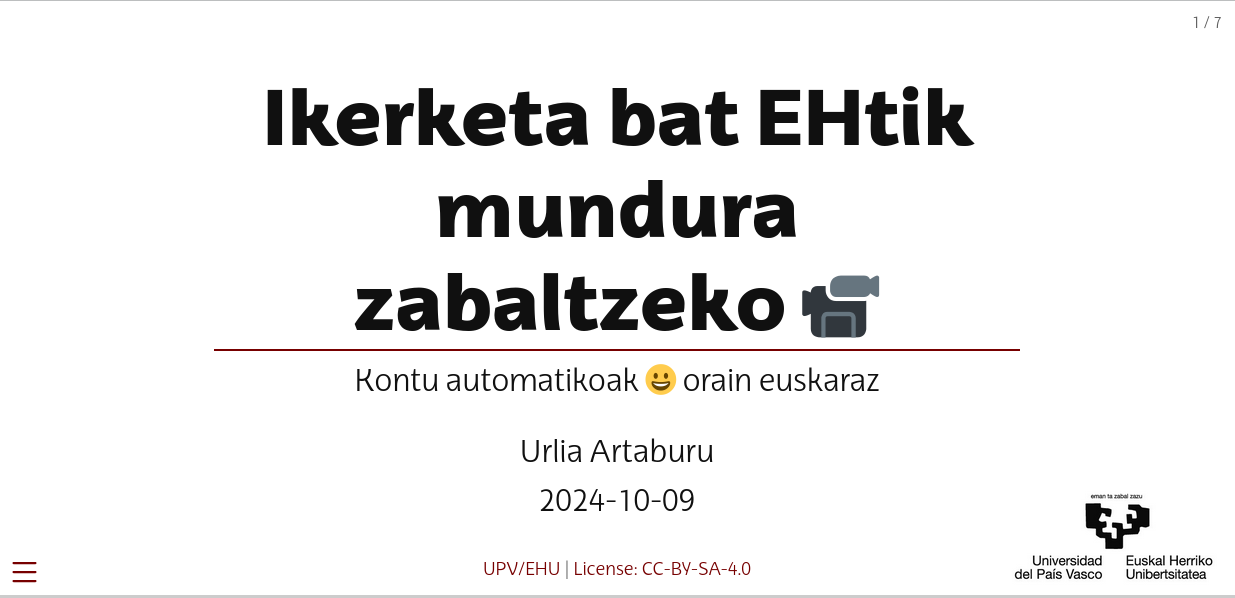 1 / 7
Ikerketa bat EHtik
mundura
zabaltzeko
Kontu automatikoak 😀 orain euskaraz
Urlia Artaburu
2024-10-09
eman ta zabal zazu
Universidad del País Vasco
Euskal Herriko Unibertsitatea
UPV/EHU | License: CC-BY-SA-4.0